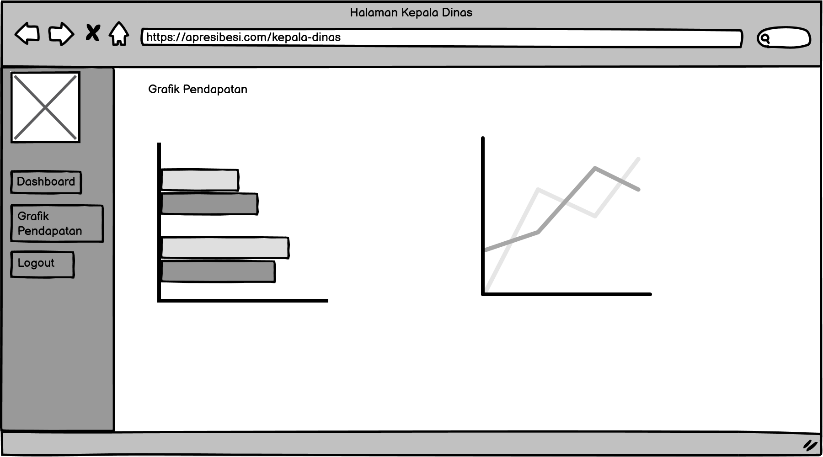 Halaman Kepala Dinas
https://apresibesi.com/kepala-dinas
Grafik Pendapatan
Dashboard
Grafik
Pendapatan
Logout